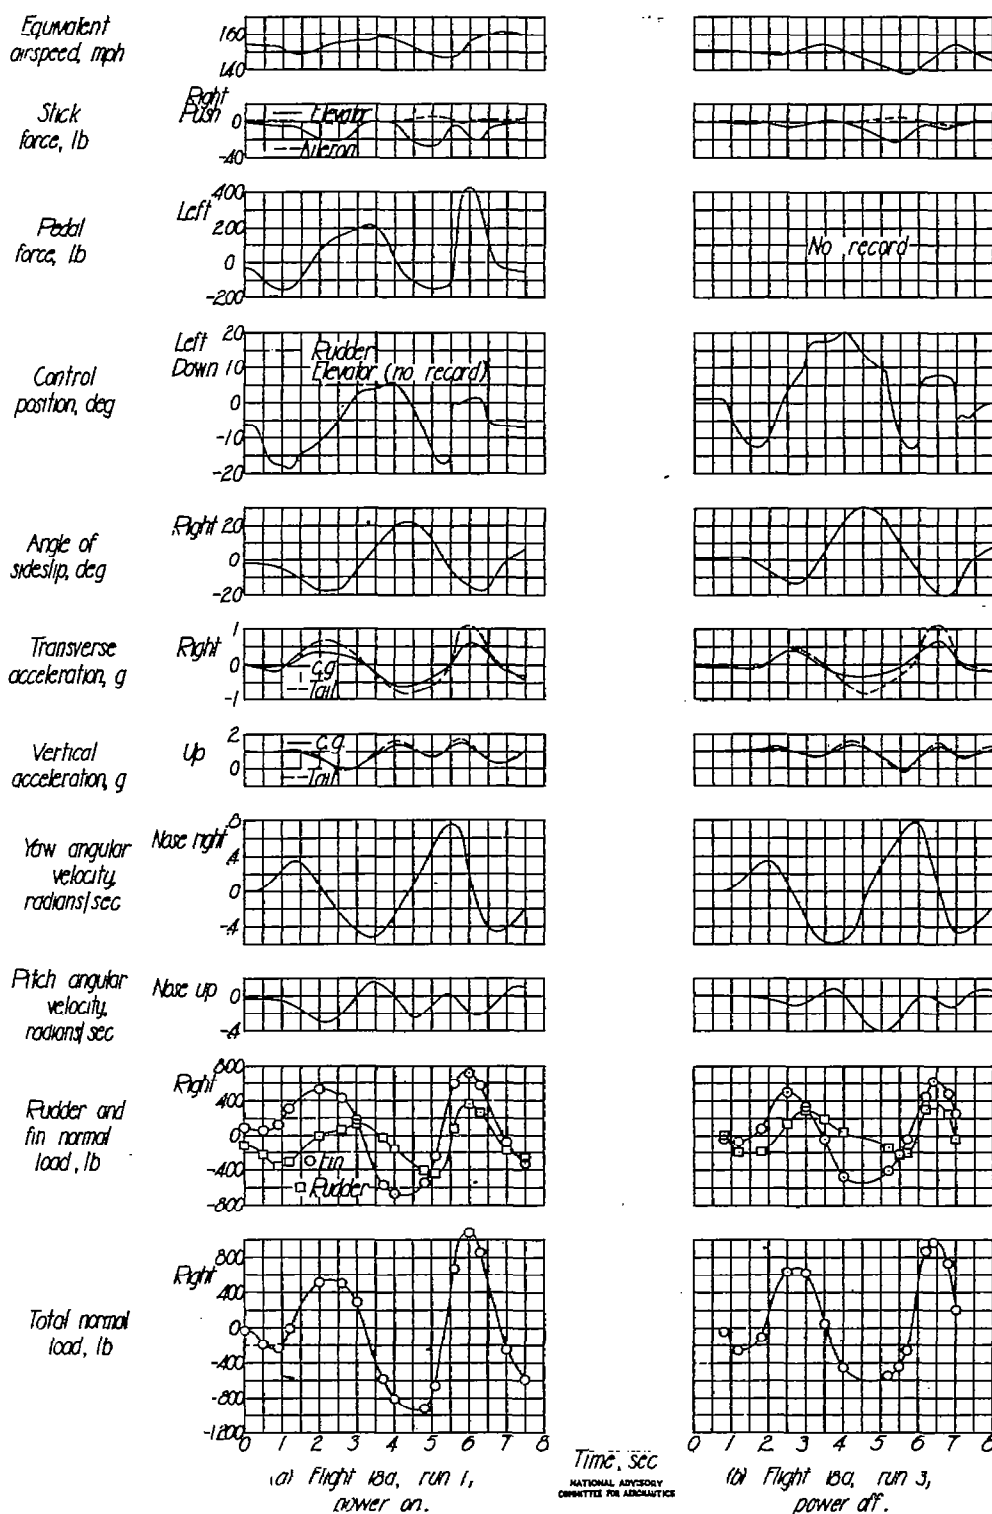 Equivalent
airspeed, mph
160
140
Stick
force, lb
Right
Push
0
-40
Elevator
Aileron
Pedal
force, lb
Left
400
200
0
-200
No record
Control
position, deg
Left
Down
20
10
0
-10
-20
Rudder
Elevator (no record)
Angle of
sideslip, deg
Right
20
0
-20
Transverse
acceleration, g
Right
1
0
-1
c.g.
Tail
Vertical
acceleration, g
Up
2
0
c.g.
Tail
Yaw angular
velocity,
radians/sec
Nose right
.8
.4
0
-.4
Pitch angular
velocity,
radians/sec
Nose up
0
-.4
Rudder and
fin normal
load, lb
Right
800
400
0
-400
-800
Fin
Rudder
Total normal
load, lb
Right
800
400
0
-400
-800
-1200
0 1 2 3 4 5 6 7 8
0 1 2 3 4 5 6 7 8
Time, sec
(a) Flight 18a, run 1,
power on.
NATIONAL ADVISORY
COMMITTEE FOR AERONAUTICS
(b) Flight 18a, run 3,
power off.